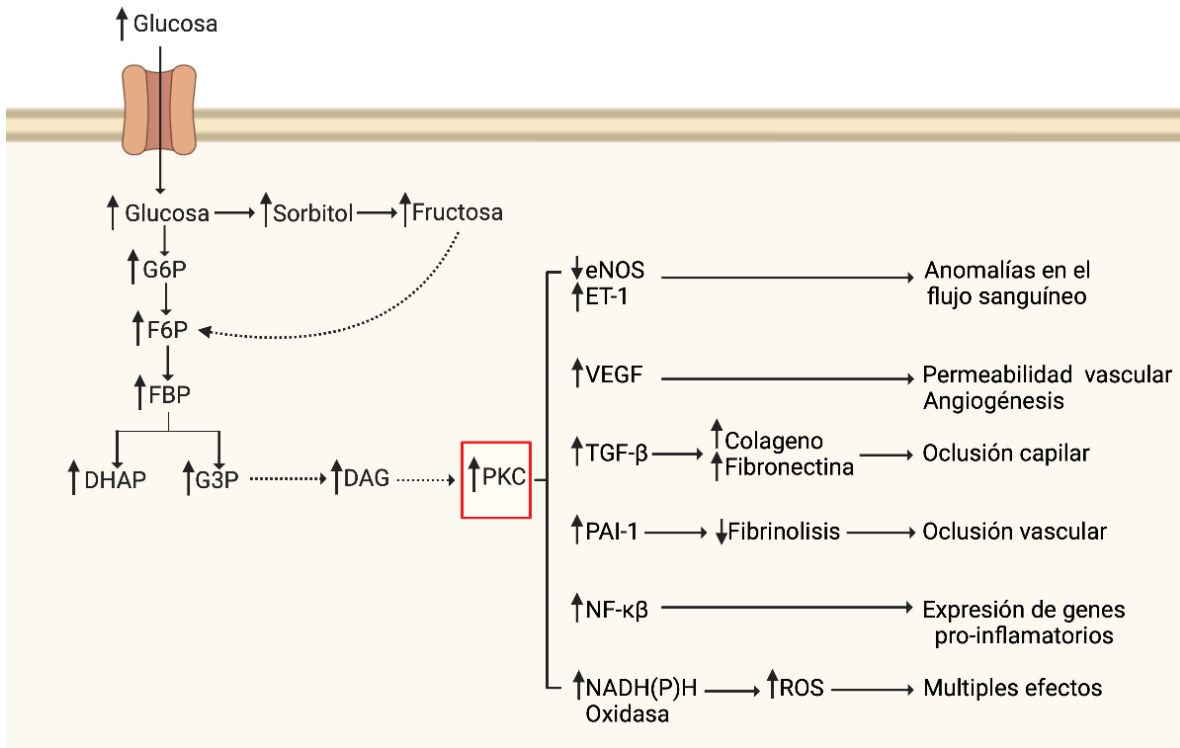 Glucosa
Glucosa
Sorbitol
Fructosa
G6P
F6P
FBP
DHAP
G3P
DAG
PKC
eNOS
ET-1
Anomalías en el
flujo sanguíneo
VEGF
Permeabilidad vascular
Angiogénesis
TGF-β
Colageno
Fibronectina
Oclusión capilar
PAI-1
Fibrinolisis
Oclusión vascular
NF-κβ
Expresión de genes
pro-inflamatorios
NADH(P)H
Oxidasa
ROS
Multiples efectos